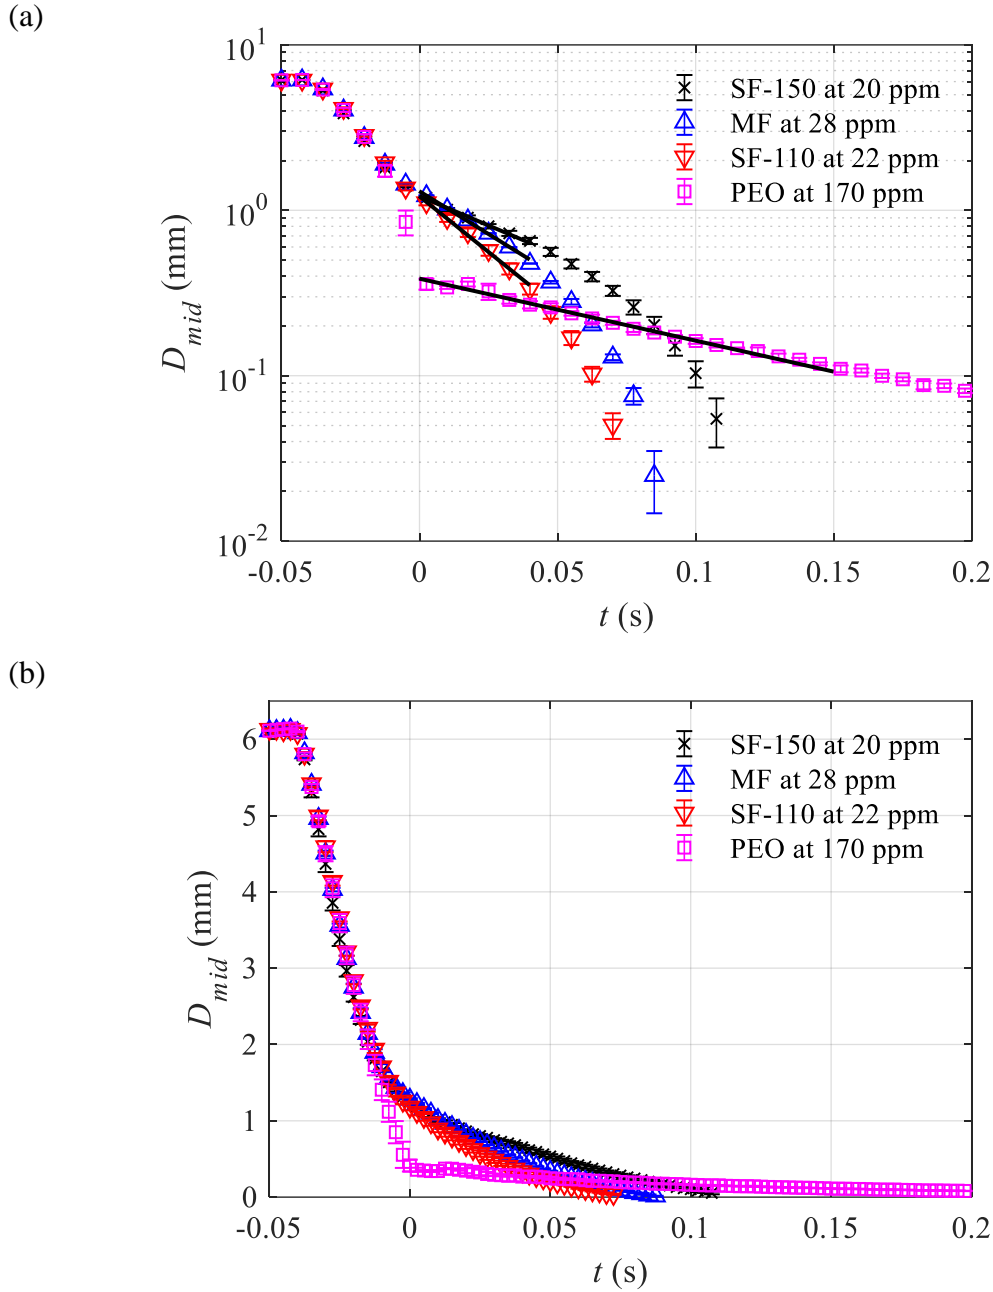 (a)
10^1
10^0
10^-1
10^-2
D_mid (mm)
SF-150 at 20 ppm
MF at 28 ppm
SF-110 at 22 ppm
PEO at 170 ppm
-0.05 0 0.05 0.1 0.15 0.2
t (s)
(b)
6
5
4
3
2
1
0
D_mid (mm)
SF-150 at 20 ppm
MF at 28 ppm
SF-110 at 22 ppm
PEO at 170 ppm
-0.05 0 0.05 0.1 0.15 0.2
t (s)